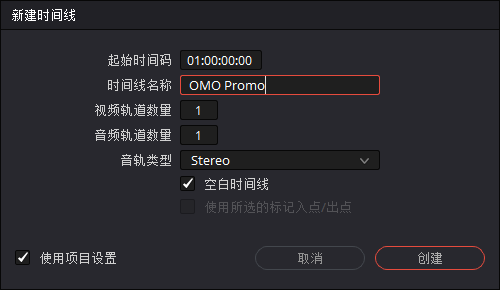 新建时间线
起始时间码 01:00:00:00
时间线名称 OMO Promo
视频轨道数量 1
音频轨道数量 1
音轨类型 Stereo
空白时间线
使用所选的标记入点/出点
使用项目设置 取消 创建